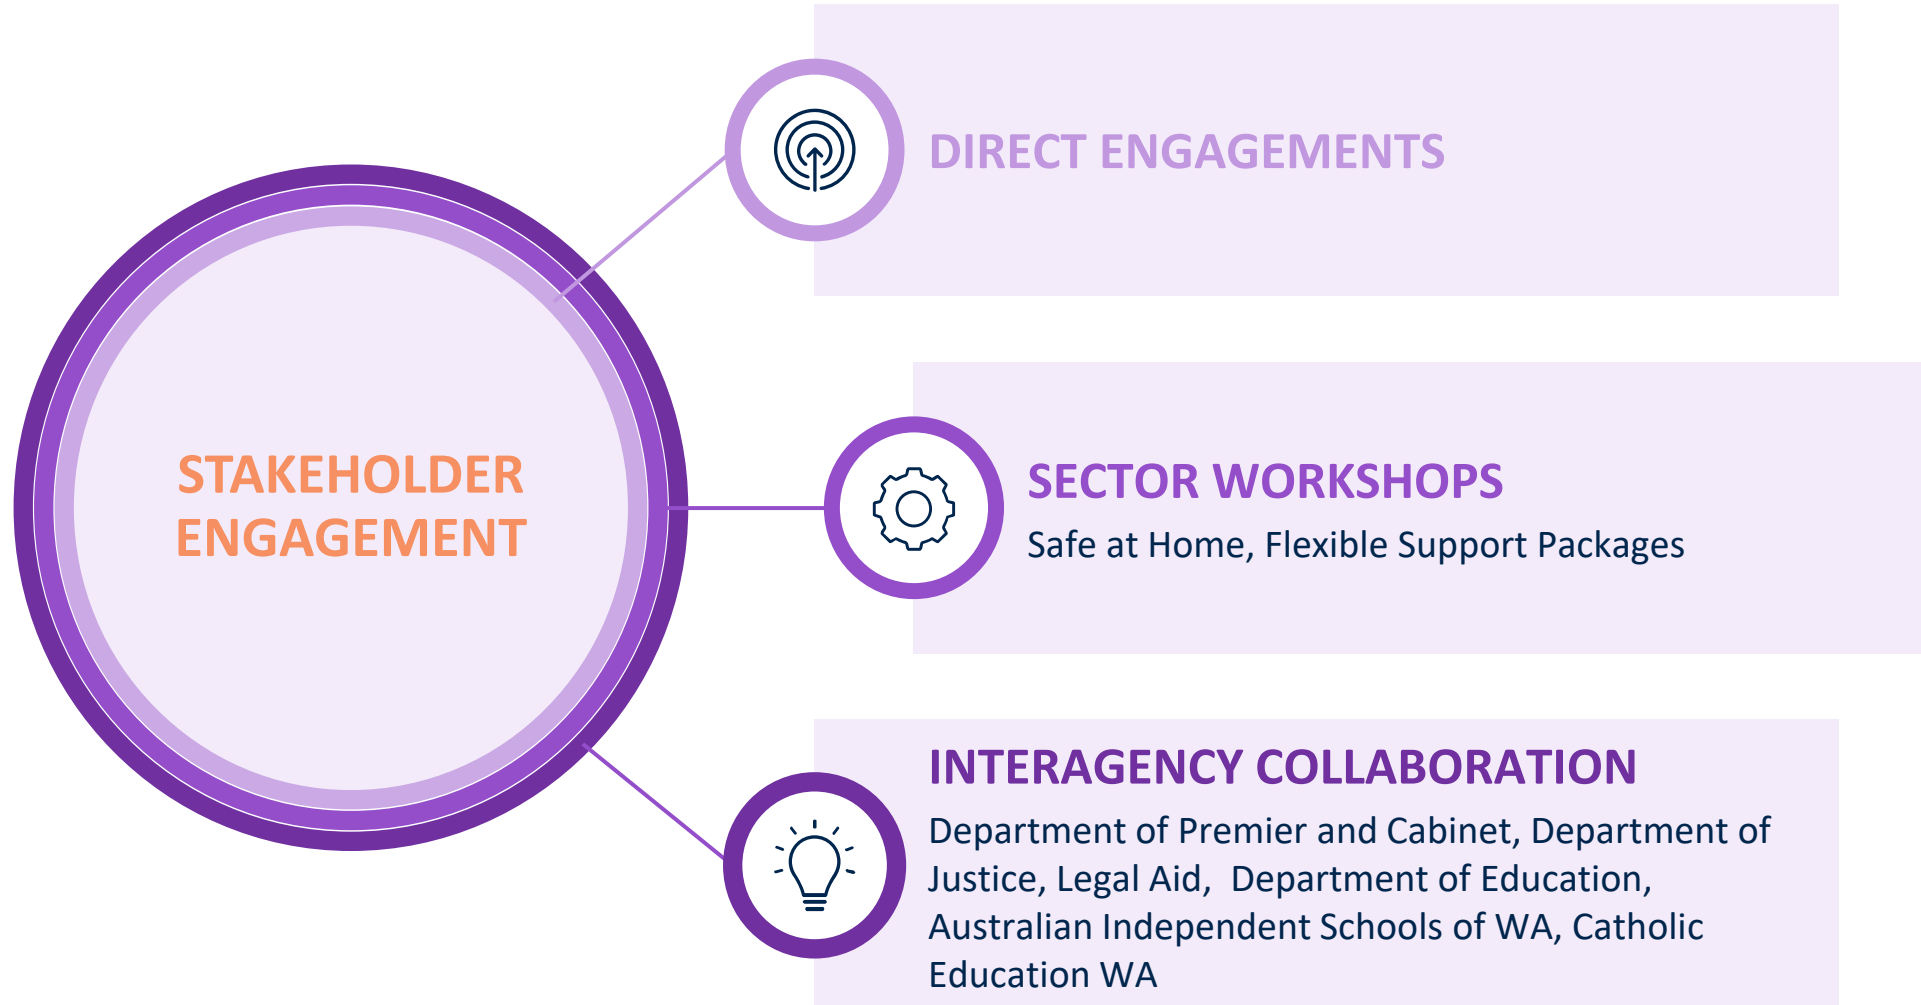 STAKEHOLDER
ENGAGEMENT
DIRECT ENGAGEMENTS
SECTOR WORKSHOPS
Safe at Home, Flexible Support Packages
INTERAGENCY COLLABORATION
Department of Premier and Cabinet, Department of
Justice, Legal Aid,  Department of Education,
Australian Independent Schools of WA, Catholic
Education WA